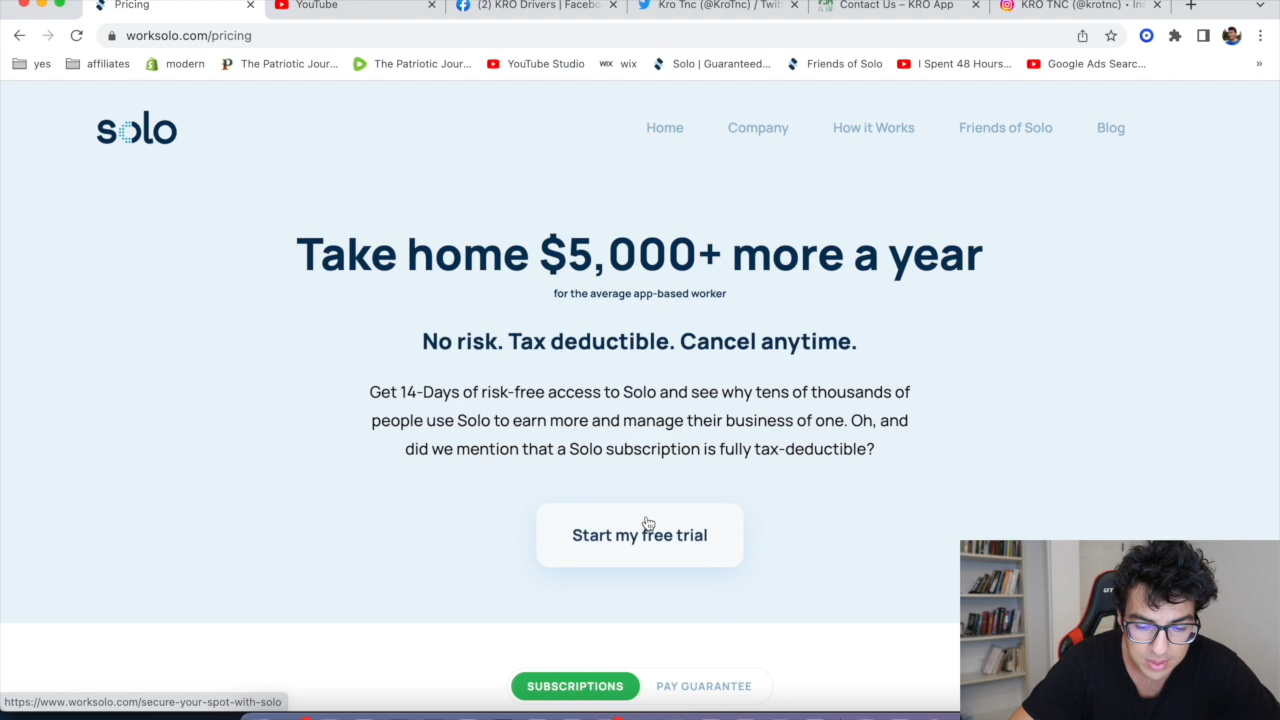 Pricing
YouTube
(2) KRO Drivers | Facebo
Kro Tnc (@KroTnc) / Twit
Contact Us – KRO App
KRO TNC (@krotnc) • In
worksolo.com/pricing
yes
affiliates
modern
The Patriotic Jour...
The Patriotic Jour...
YouTube Studio
WIX wix
Solo | Guaranteed...
Friends of Solo
I Spent 48 Hours...
Google Ads Searc...
»
solo
Home
Company
How it Works
Friends of Solo
Blog
Take home $5,000+ more a year
for the average app-based worker
No risk. Tax deductible. Cancel anytime.
Get 14-Days of risk-free access to Solo and see why tens of thousands of
people use Solo to earn more and manage their business of one. Oh, and
did we mention that a Solo subscription is fully tax-deductible?
Start my free trial
SUBSCRIPTIONS
PAY GUARANTEE
https://www.worksolo.com/secure-your-spot-with-solo
GT